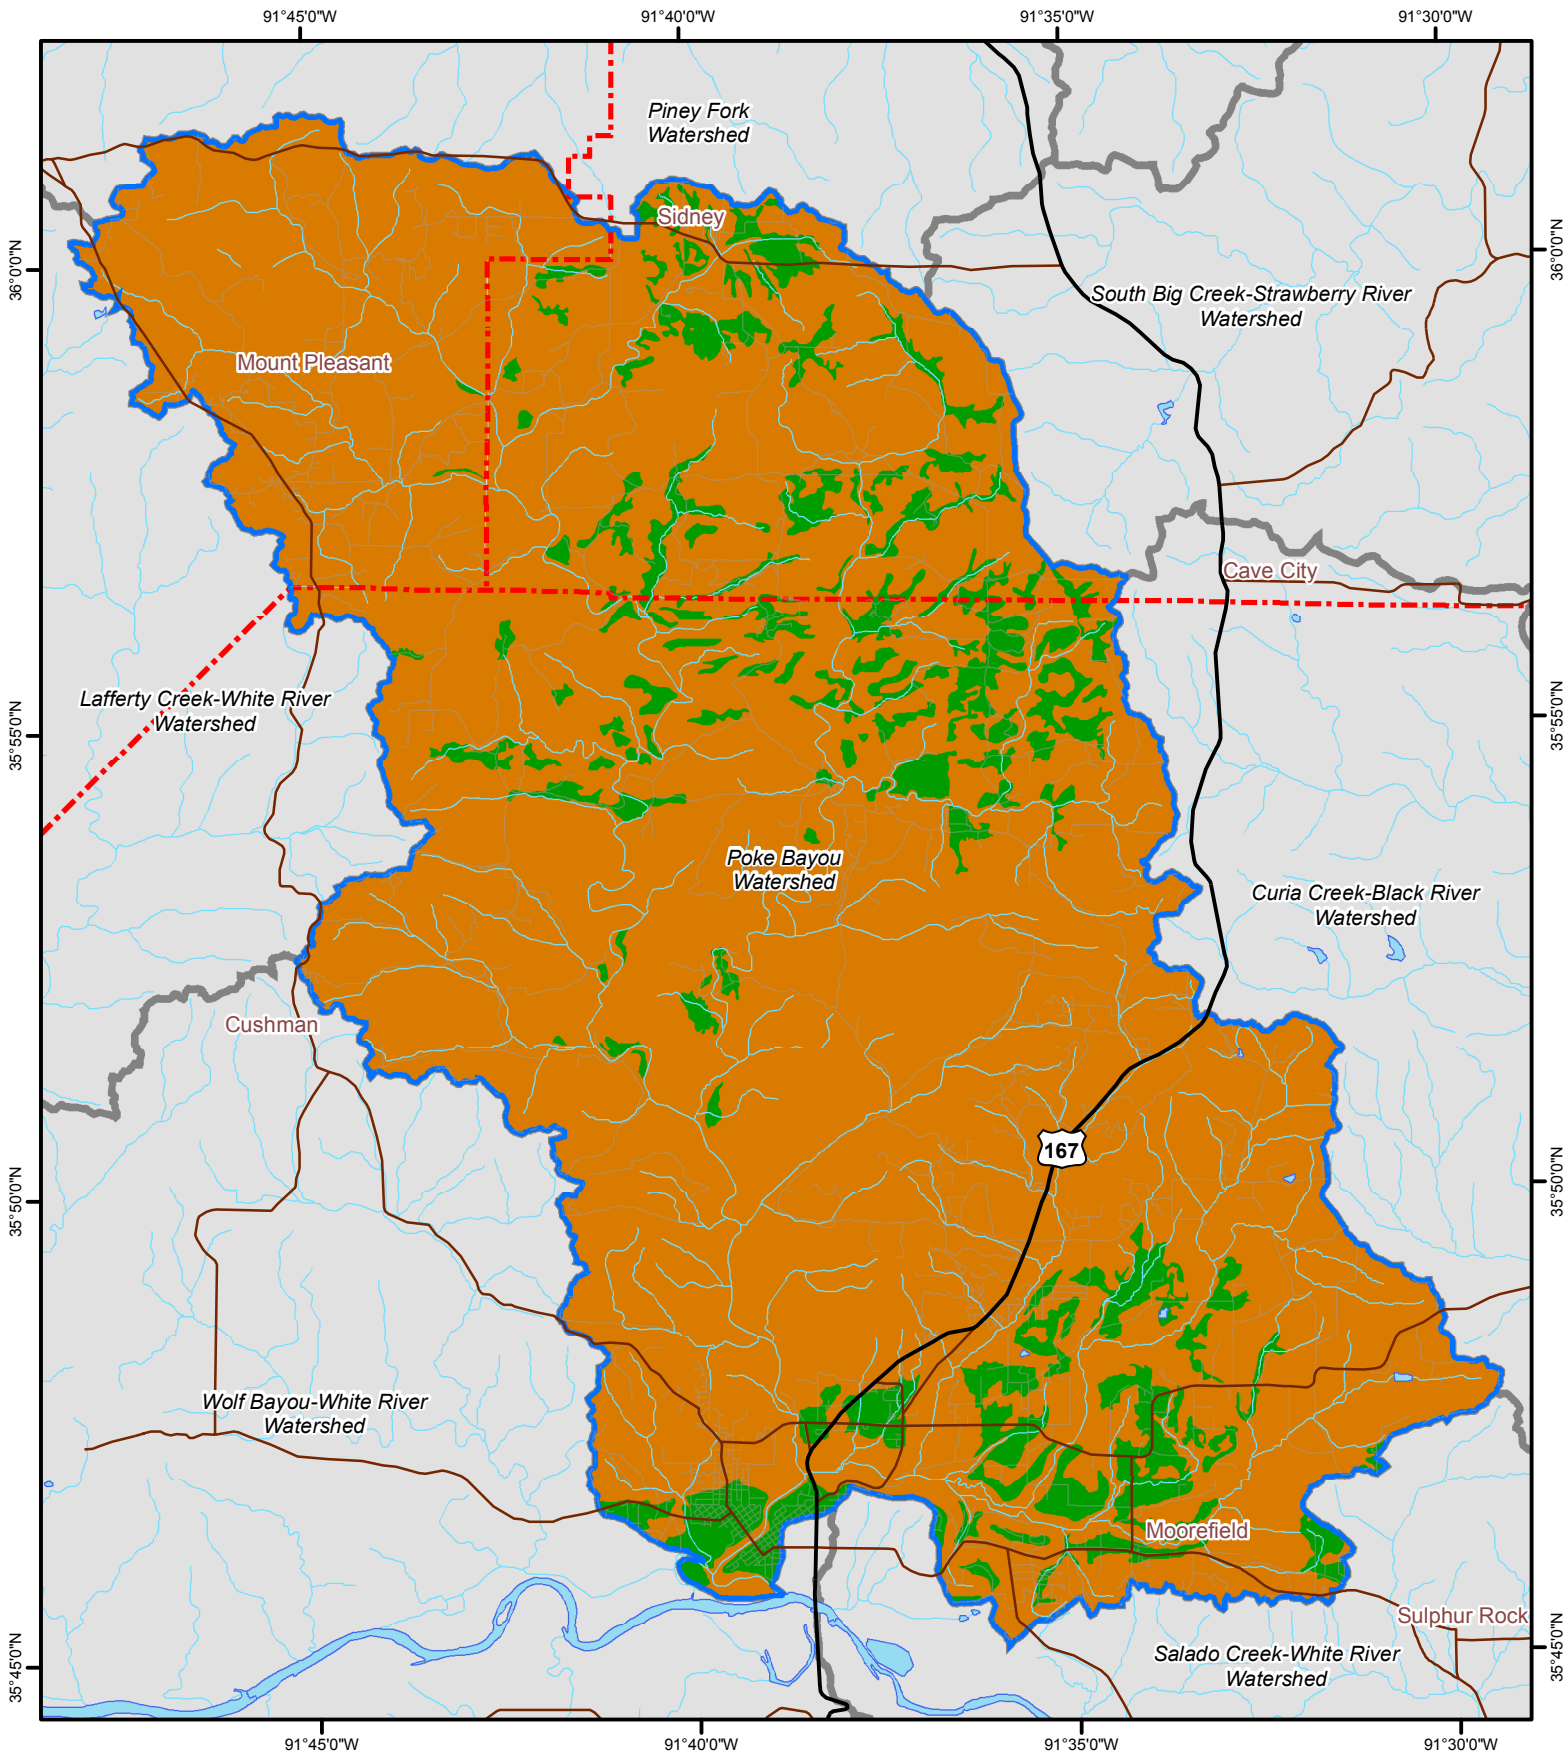 91°45'0"W
91°40'0"W
91°35'0"W
91°30'0"W
Piney Fork
Watershed
Sidney
36°0'0"N
36°0'0"N
South Big Creek-Strawberry River
Watershed
Mount Pleasant
Cave City
Lafferty Creek-White River
Watershed
35°55'0"N
35°55'0"N
Poke Bayou
Watershed
Curia Creek-Black River
Watershed
Cushman
167
35°50'0"N
35°50'0"N
Wolf Bayou-White River
Watershed
Moorefield
Sulphur Rock
Salado Creek-White River
Watershed
35°45'0"N
35°45'0"N
91°45'0"W
91°40'0"W
91°35'0"W
91°30'0"W